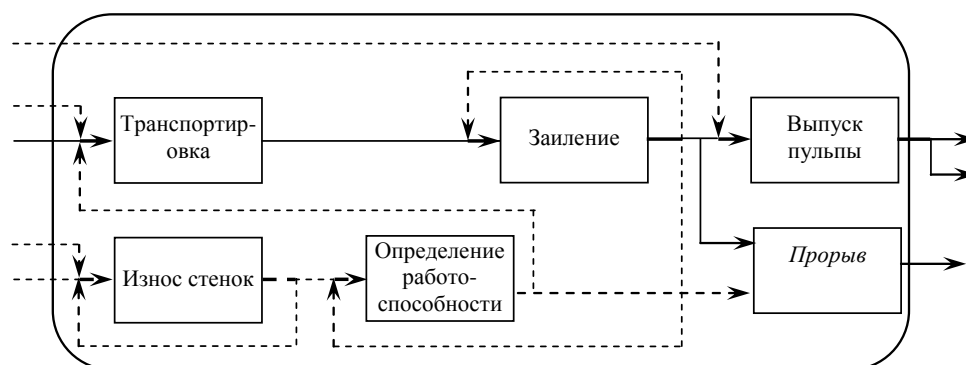 Транспортир-
овка
Заиление
Выпуск
пульпы
Износ стенок
Определение
работо-
способности
Прорыв